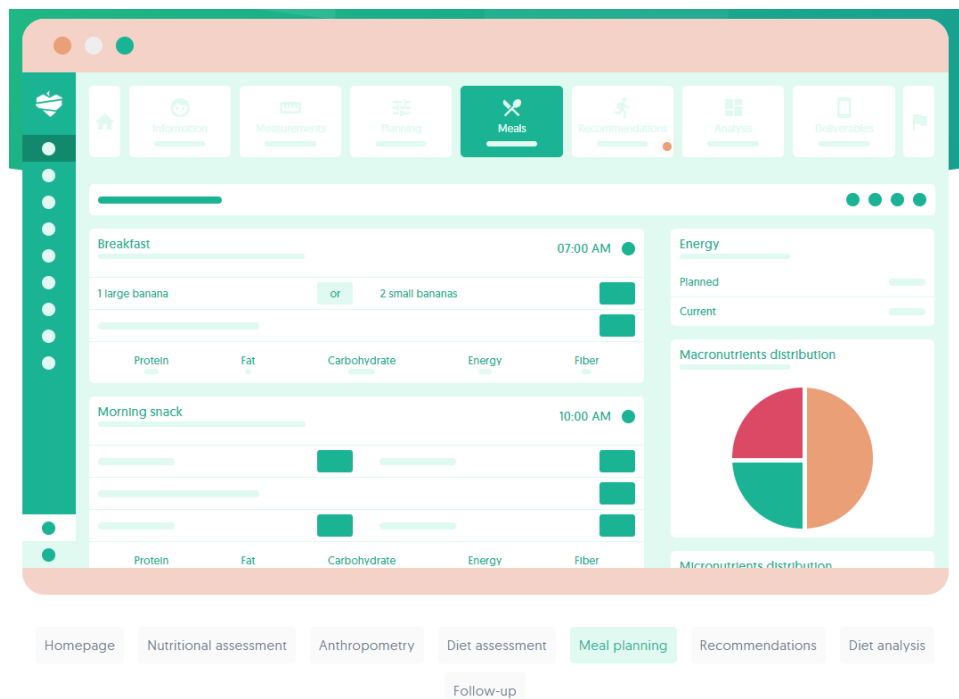 Information
Measurements
Planning
Meals
Recommendations
Analysis
Deliverables
Breakfast
07:00 AM
1 large banana or 2 small bananas
Protein Fat Carbohydrate Energy Fiber
Morning snack
10:00 AM
Protein Fat Carbohydrate Energy Fiber
Energy
Planned
Current
Macronutrients distribution
Micronutrients distribution
Homepage Nutritional assessment Anthropometry Diet assessment Meal planning Recommendations Diet analysis
Follow-up